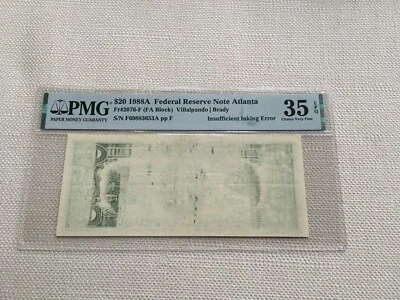 PMG
PAPER MONEY GUARANTY
$20 1988A Federal Reserve Note Atlanta
Fr#2076-F (FA Block) Villalpando | Brady
S/N F69883653A pp F
Insufficient Inking Error
35 EPQ
Choice Very Fine